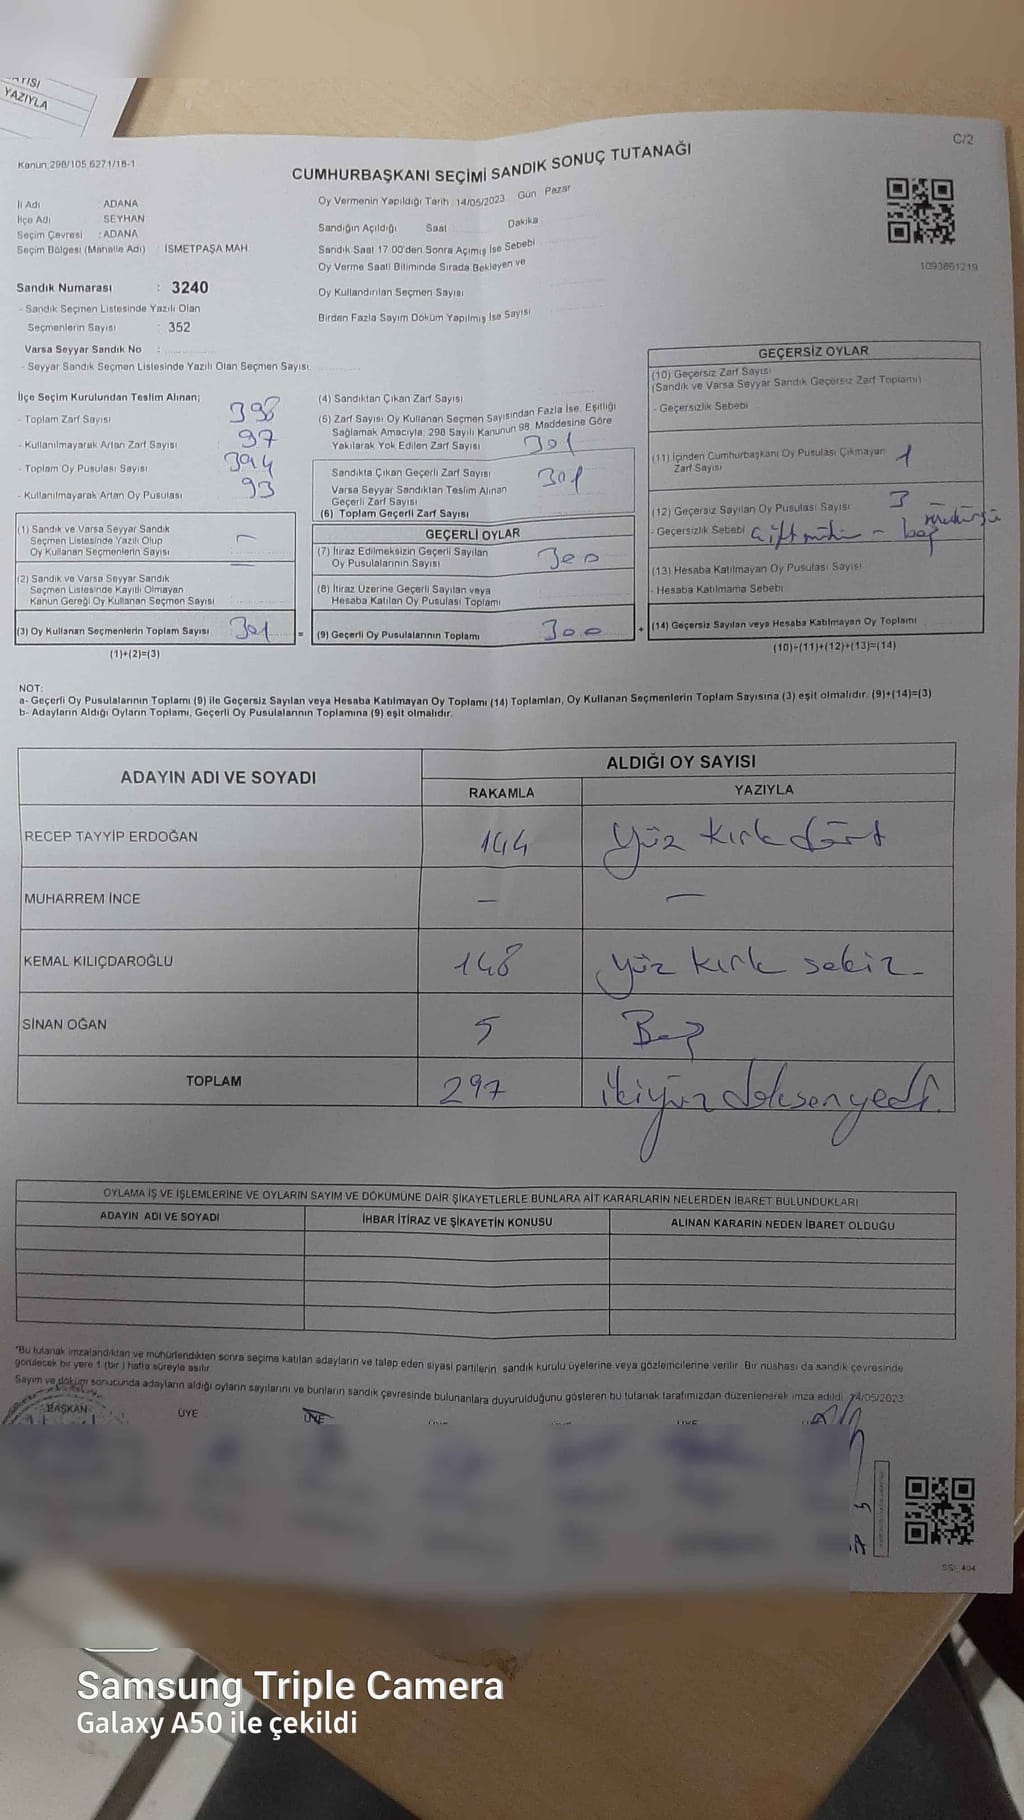 YISI
YAZIYLA
Kanun 298/105 6271/18-1
C/2
CUMHURBAŞKANI SEÇİMİ SANDIK SONUÇ TUTANAĞI
İl Adı ADANA
İlçe Adı SEYHAN
Seçim Çevresi : ADANA
Seçim Bölgesi (Mahalle Adı) İSMETPAŞA MAH
Oy Vermenin Yapıldığı Tarih 14/05/2023 Gün Pazar
Sandığın Açıldığı Saat Dakika
Sandık Saat 17 00'den Sonra Açımış İse Sebebi
Oy Verme Saati Bitiminde Sırada Bekleyen ve
Oy Kullandırılan Seçmen Sayısı
Birden Fazla Sayım Döküm Yapılmış İse Sayısı
1093861219
Sandık Numarası : 3240
- Sandık Seçmen Listesinde Yazılı Olan
Seçmenlerin Sayısı : 352
Varsa Seyyar Sandık No :
- Seyyar Sandık Seçmen Listesinde Yazılı Olan Seçmen Sayısı
İlçe Seçim Kurulundan Teslim Alınan;
- Toplam Zarf Sayısı 398
- Kullanılmayarak Artan Zarf Sayısı 97
- Toplam Oy Pusulası Sayısı 394
- Kullanılmayarak Artan Oy Pusulası 93
(1) Sandık ve Varsa Seyyar Sandık
Seçmen Listesinde Yazılı Olup
Oy Kullanan Seçmenlerin Sayısı –
(2) Sandık ve Varsa Seyyar Sandık
Seçmen Listesinde Kayıtlı Olmayan
Kanun Gereği Oy Kullanan Seçmen Sayısı
(3) Oy Kullanan Seçmenlerin Toplam Sayısı 301 =
(1)+(2)=(3)
(4) Sandıktan Çıkan Zarf Sayısı
(5) Zarf Sayısı Oy Kullanan Seçmen Sayısından Fazla İse, Eşitliği
Sağlamak Amacıyla; 298 Sayılı Kanunun 98. Maddesine Göre
Yakılarak Yok Edilen Zarf Sayısı 301
Sandıkta Çıkan Geçerli Zarf Sayısı 301
Varsa Seyyar Sandıktan Teslim Alınan
Geçerli Zarf Sayısı
(6) Toplam Geçerli Zarf Sayısı
GEÇERLİ OYLAR
(7) İtiraz Edilmeksizin Geçerli Sayılan
Oy Pusulalarının Sayısı 300
(8) İtiraz Üzerine Geçerli Sayılan veya
Hesaba Katılan Oy Pusulası Toplamı
(9) Geçerli Oy Pusulalarının Toplamı 300 +
GEÇERSİZ OYLAR
(10) Geçersiz Zarf Sayısı
(Sandık ve Varsa Seyyar Sandık Geçersiz Zarf Toplamı)
- Geçersizlik Sebebi
(11) İçinden Cumhurbaşkanı Oy Pusulası Çıkmayan 1
Zarf Sayısı
(12) Geçersiz Sayılan Oy Pusulası Sayısı 3
- Geçersizlik Sebebi çift mühür - boş
(13) Hesaba Katılmayan Oy Pusulası Sayısı
- Hesaba Katılmama Sebebi
(14) Geçersiz Sayılan veya Hesaba Katılmayan Oy Toplamı
(10)+(11)+(12)+(13)=(14)
NOT:
a- Geçerli Oy Pusulalarının Toplamı (9) ile Geçersiz Sayılan veya Hesaba Katılmayan Oy Toplamı (14) Toplamları, Oy Kullanan Seçmenlerin Toplam Sayısına (3) eşit olmalıdır. (9)+(14)=(3)
b- Adayların Aldığı Oyların Toplamı, Geçerli Oy Pusulalarının Toplamına (9) eşit olmalıdır.
ADAYIN ADI VE SOYADI ALDIĞI OY SAYISI
RAKAMLA YAZIYLA
RECEP TAYYİP ERDOĞAN 144 yüz kırk dört
MUHARREM İNCE – –
KEMAL KILIÇDAROĞLU 148 yüz kırk sekiz
SİNAN OĞAN 5 Beş
TOPLAM 297 ikiyüz doksan yedi.
OYLAMA İŞ VE İŞLEMLERİNE VE OYLARIN SAYIM VE DÖKÜMÜNE DAİR ŞİKAYETLERLE BUNLARA AİT KARARLARIN NELERDEN İBARET BULUNDUKLARI
ADAYIN ADI VE SOYADI İHBAR İTİRAZ VE ŞİKAYETİN KONUSU ALINAN KARARIN NEDEN İBARET OLDUĞU
*Bu tutanak imzalandıktan ve mühürlendikten sonra seçime katılan adayların ve talep eden siyasi partilerin sandık kurulu üyelerine veya gözlemcilerine verilir. Bir nüshası da sandık çevresinde
görülecek bir yere 1 (bir) hafta süreyle asılır.
Sayım ve döküm sonucunda adayların aldığı oyların sayılarını ve bunların sandık çevresinde bulunanlara duyurulduğunu gösteren bu tutanak tarafımızdan düzenlenerek imza edildi. 14/05/2023
BAŞKAN ÜYE ÜYE
SSI_404
Samsung Triple Camera
Galaxy A50 ile çekildi